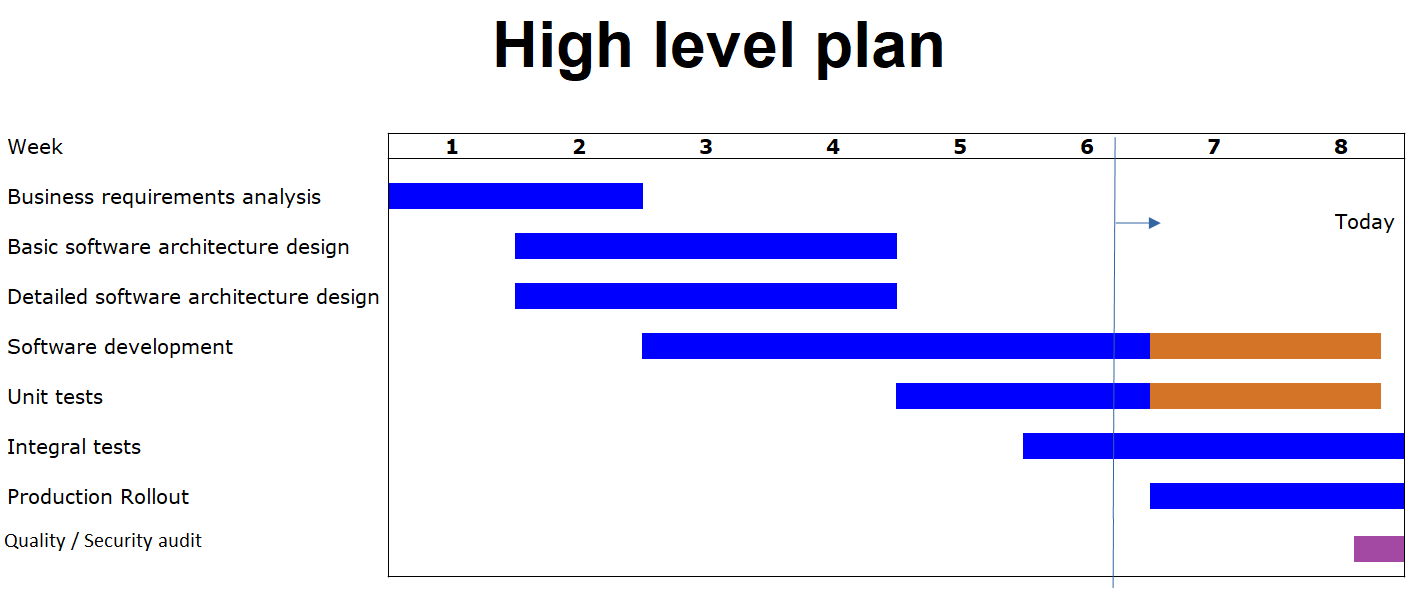 High level plan
Week 1 2 3 4 5 6 7 8
Business requirements analysis
Today
Basic software architecture design
Detailed software architecture design
Software development
Unit tests
Integral tests
Production Rollout
Quality / Security audit